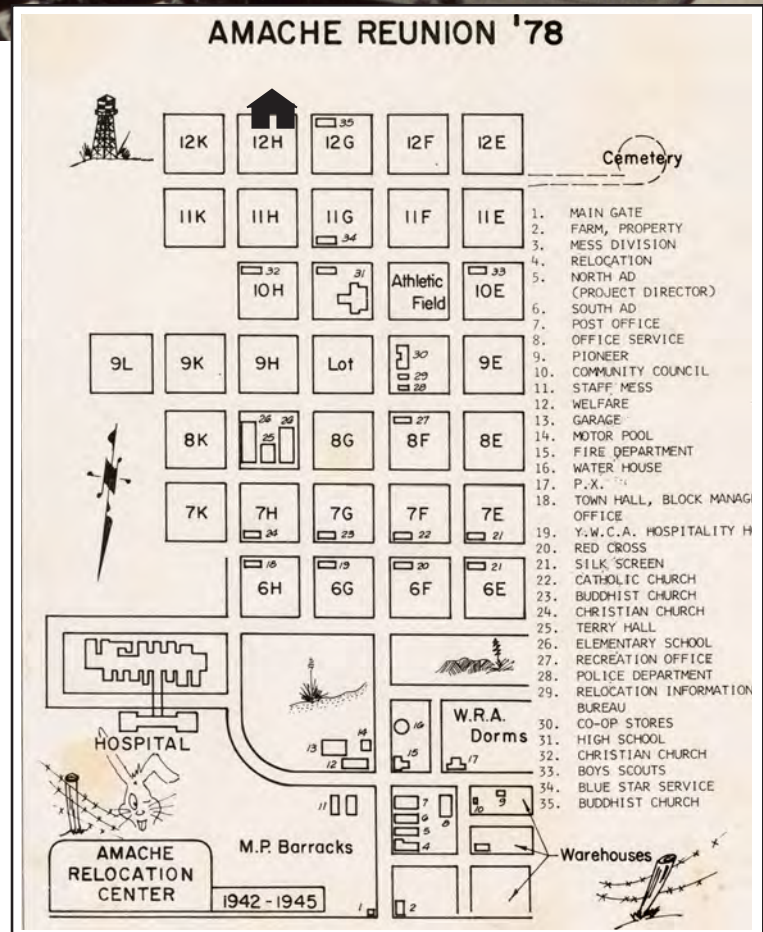 AMACHE REUNION '78
12K 12H 35 12G 12F 12E
Cemetery
11K 11H 11G 34 11F 11E
32 10H 31 Athletic Field 33 10E
9L 9K 9H Lot 30 29 28 9E
8K 26 25 26 8G 27 8F 8E
7K 7H 24 7G 23 7F 22 7E 21
18 6H 19 6G 20 6F 21 6E
HOSPITAL
13 14 12
16 15
W.R.A.
Dorms
17
11
M.P. Barracks
7 6 5 4 8
10 9
Warehouses
1 2
AMACHE
RELOCATION
CENTER
1942-1945
1. MAIN GATE
2. FARM, PROPERTY
3. MESS DIVISION
4. RELOCATION
5. NORTH AD
(PROJECT DIRECTOR)
6. SOUTH AD
7. POST OFFICE
8. OFFICE SERVICE
9. PIONEER
10. COMMUNITY COUNCIL
11. STAFF MESS
12. WELFARE
13. GARAGE
14. MOTOR POOL
15. FIRE DEPARTMENT
16. WATER HOUSE
17. P.X.
18. TOWN HALL, BLOCK
OFFICE
19. Y.W.C.A. HOSPITALITY
20. RED CROSS
21. SILK SCREEN
22. CATHOLIC CHURCH
23. BUDDHIST CHURCH
24. CHRISTIAN CHURCH
25. TERRY HALL
26. ELEMENTARY SCHOOL
27. RECREATION OFFICE
28. POLICE DEPARTMENT
29. RELOCATION INFORMATION
BUREAU
30. CO-OP STORES
31. HIGH SCHOOL
32. CHRISTIAN CHURCH
33. BOYS SCOUTS
34. BLUE STAR SERVICE
35. BUDDHIST CHURCH